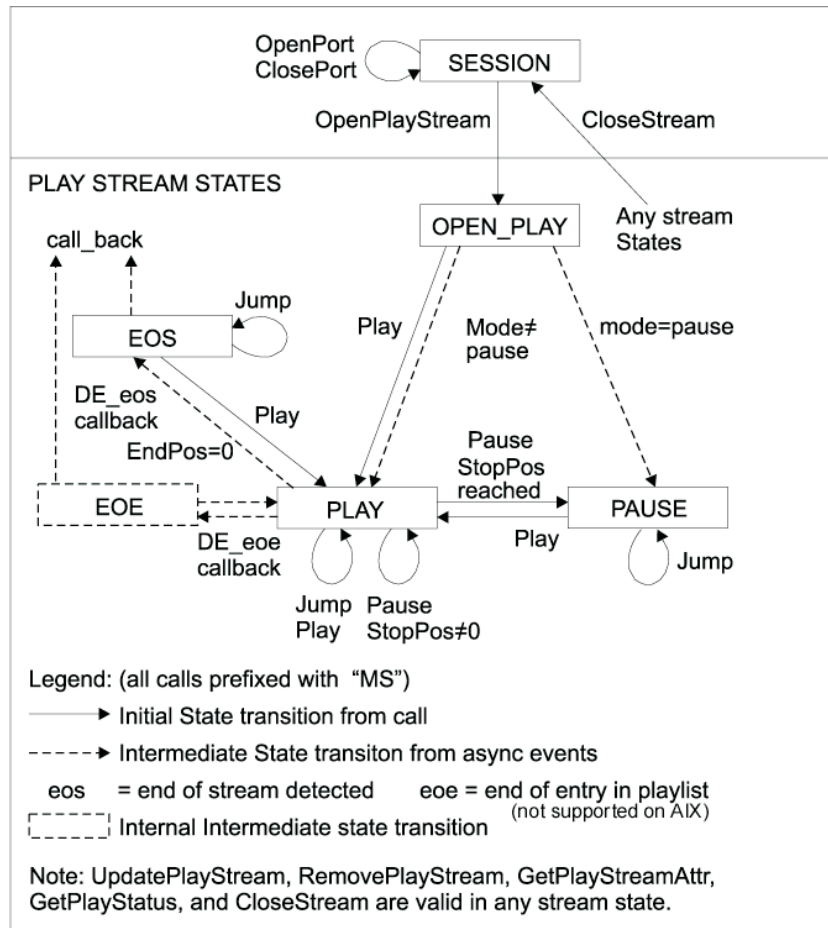 OpenPort
ClosePort
SESSION
OpenPlayStream
CloseStream
PLAY STREAM STATES
OPEN_PLAY
Any stream
States
call_back
Jump
EOS
Play
Mode≠
pause
mode=pause
DE_eos
callback
Play
EndPos=0
Pause
StopPos
reached
EOE
PLAY
PAUSE
DE_eoe
callback
Play
Jump
Jump
Play
Pause
StopPos≠0
Legend: (all calls prefixed with “MS”)
Initial State transition from call
Intermediate State transiton from async events
eos = end of stream detected eoe = end of entry in playlist
(not supported on AIX)
Internal Intermediate state transition
Note: UpdatePlayStream, RemovePlayStream, GetPlayStreamAttr,
GetPlayStatus, and CloseStream are valid in any stream state.